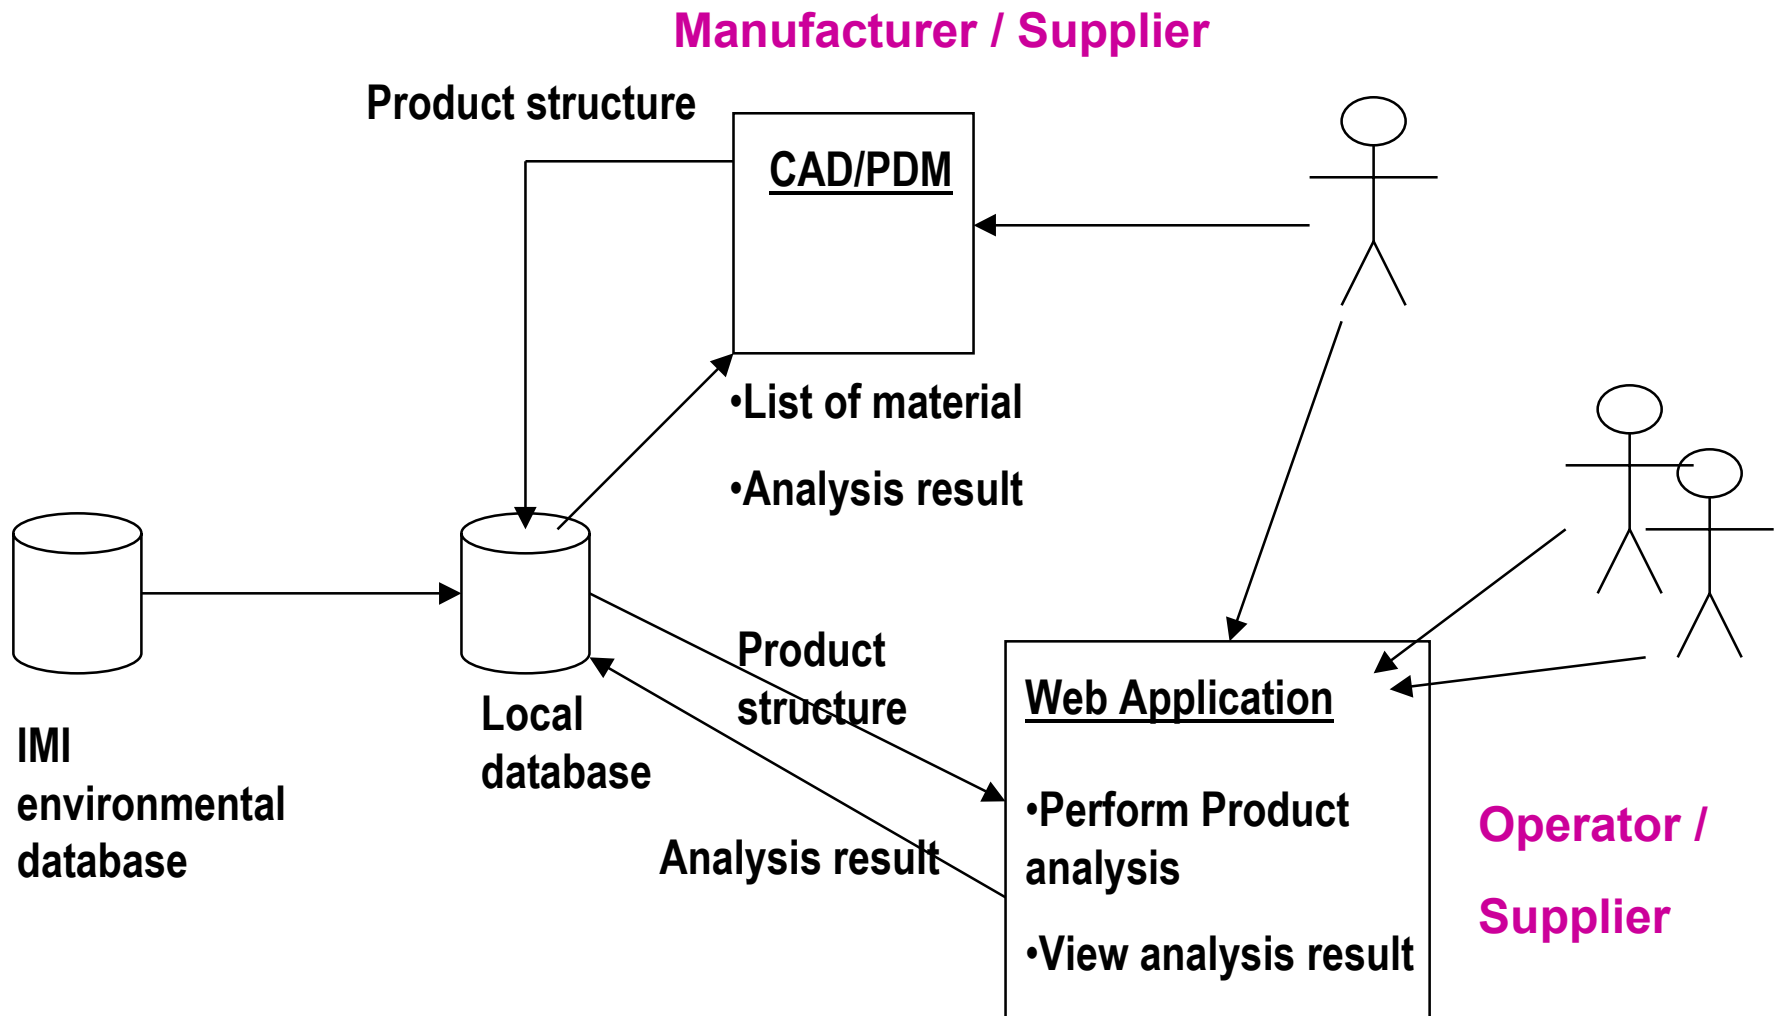 Manufacturer / Supplier
Product structure
CAD/PDM
•List of material
•Analysis result
Product
structure
Local
database
IMI
environmental
database
Analysis result
Web Application
•Perform Product
analysis
•View analysis result
Operator /
Supplier